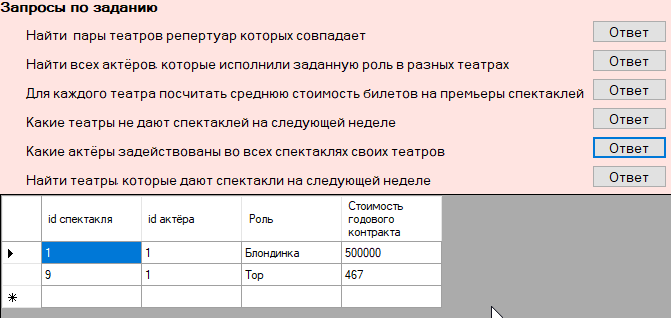 Запросы по заданию
Найти пары театров репертуар которых совпадает Ответ
Найти всех актёров, которые исполнили заданную роль в разных театрах Ответ
Для каждого театра посчитать среднюю стоимость билетов на премьеры спектаклей Ответ
Какие театры не дают спектаклей на следующей неделе Ответ
Какие актёры задействованы во всех спектаклях своих театров Ответ
Найти театры, которые дают спектакли на следующей неделе Ответ
id спектакля id актёра Роль Стоимость
годового
контракта
1 1 Блондинка 500000
9 1 Тор 467